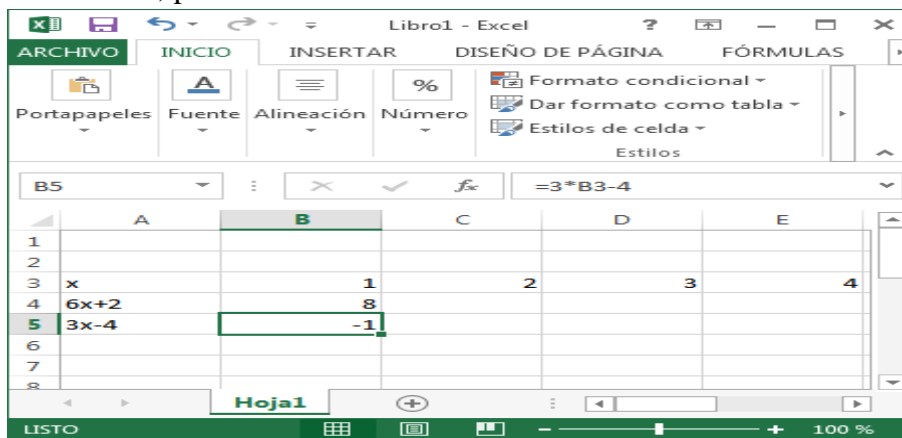 Libro1 - Excel ?
ARCHIVO INICIO INSERTAR DISEÑO DE PÁGINA FÓRMULAS
Portapapeles Fuente Alineación % Número
Formato condicional
Dar formato como tabla
Estilos de celda
Estilos
B5 fx =3*B3-4
A B C D E
1
2
3 x 1 2 3 4
4 6x+2 8
5 3x-4 -1
6
7
8
Hoja1
LISTO 100 %